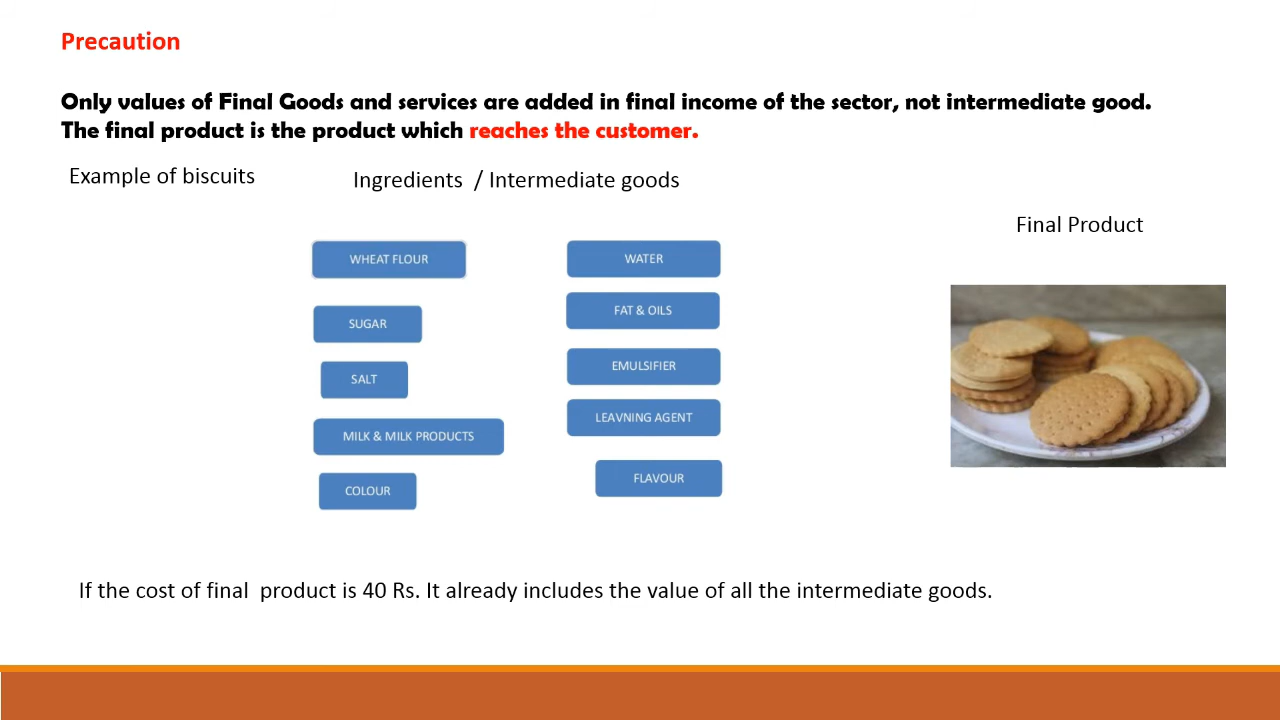 Precaution
Only values of Final Goods and services are added in final income of the sector, not intermediate good.
The final product is the product which reaches the customer.
Example of biscuits
Ingredients / Intermediate goods
Final Product
WHEAT FLOUR
SUGAR
SALT
MILK & MILK PRODUCTS
COLOUR
WATER
FAT & OILS
EMULSIFIER
LEAVNING AGENT
FLAVOUR
If the cost of final product is 40 Rs. It already includes the value of all the intermediate goods.